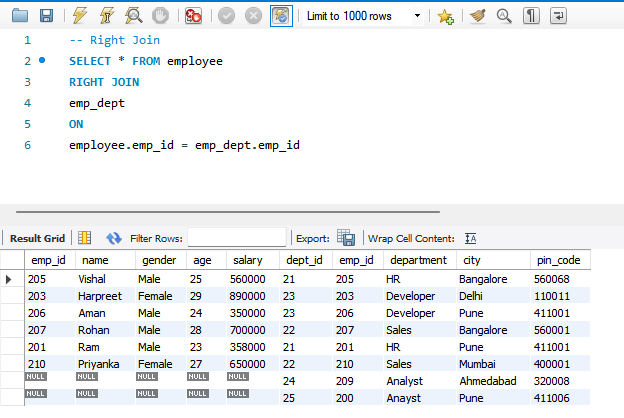 Limit to 1000 rows
1 -- Right Join
2 SELECT * FROM employee
3 RIGHT JOIN
4 emp_dept
5 ON
6 employee.emp_id = emp_dept.emp_id
Result Grid Filter Rows: Export: Wrap Cell Content:
emp_id name gender age salary dept_id emp_id department city pin_code
205 Vishal Male 25 560000 21 205 HR Bangalore 560068
203 Harpreet Female 29 890000 23 203 Developer Delhi 110011
206 Aman Male 24 350000 23 206 Developer Pune 411001
207 Rohan Male 28 700000 22 207 Sales Bangalore 560001
201 Ram Male 23 358000 21 201 HR Pune 411001
210 Priyanka Female 27 650000 22 210 Sales Mumbai 400001
NULL NULL NULL NULL NULL 24 209 Analyst Ahmedabad 320008
NULL NULL NULL NULL NULL 25 200 Anayst Pune 411006